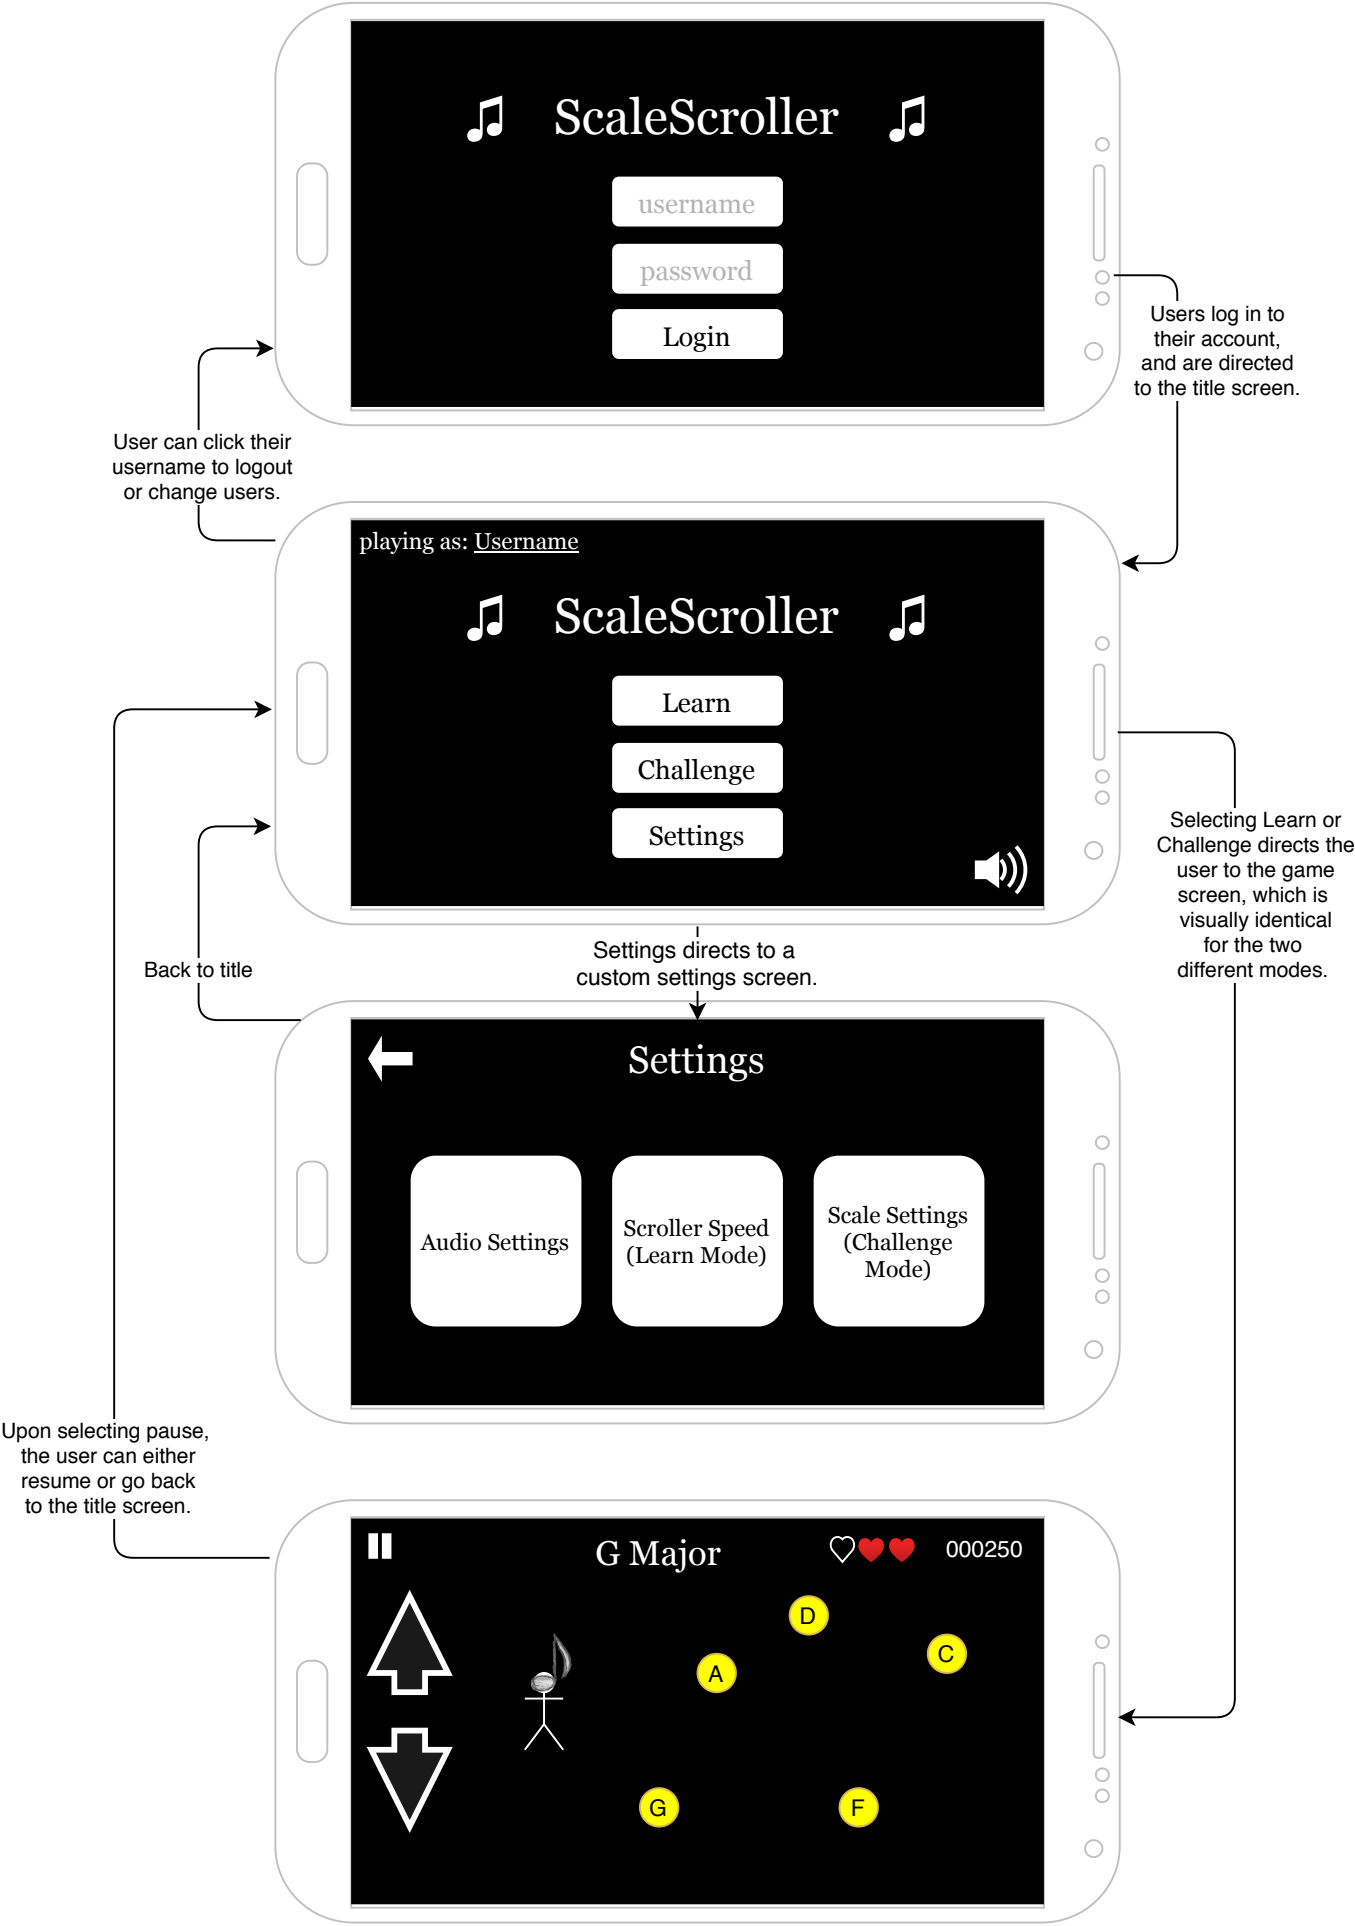 ScaleScroller
username
password
Login
Users log in to
their account,
and are directed
to the title screen.
User can click their
username to logout
or change users.
playing as: Username
ScaleScroller
Learn
Challenge
Settings
Selecting Learn or
Challenge directs the
user to the game
screen, which is
visually identical
for the two
different modes.
Settings directs to a
custom settings screen.
Back to title
Settings
Audio Settings
Scroller Speed
(Learn Mode)
Scale Settings
(Challenge
Mode)
Upon selecting pause,
the user can either
resume or go back
to the title screen.
G Major
000250
D
C
A
G
F